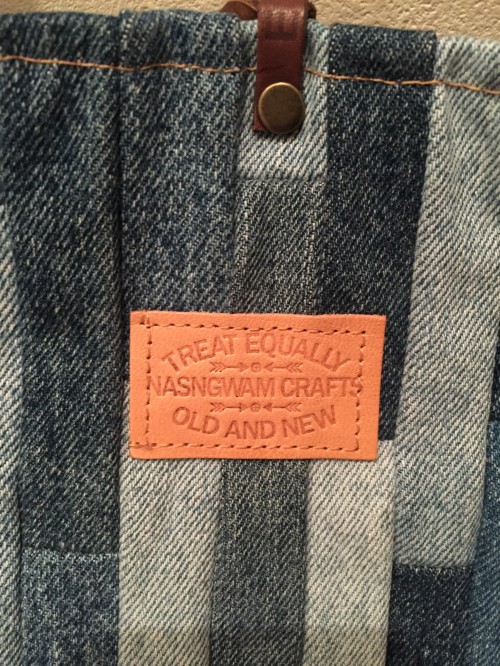 TREAT EQUALLY
NASNGWAM CRAFTS
OLD AND NEW